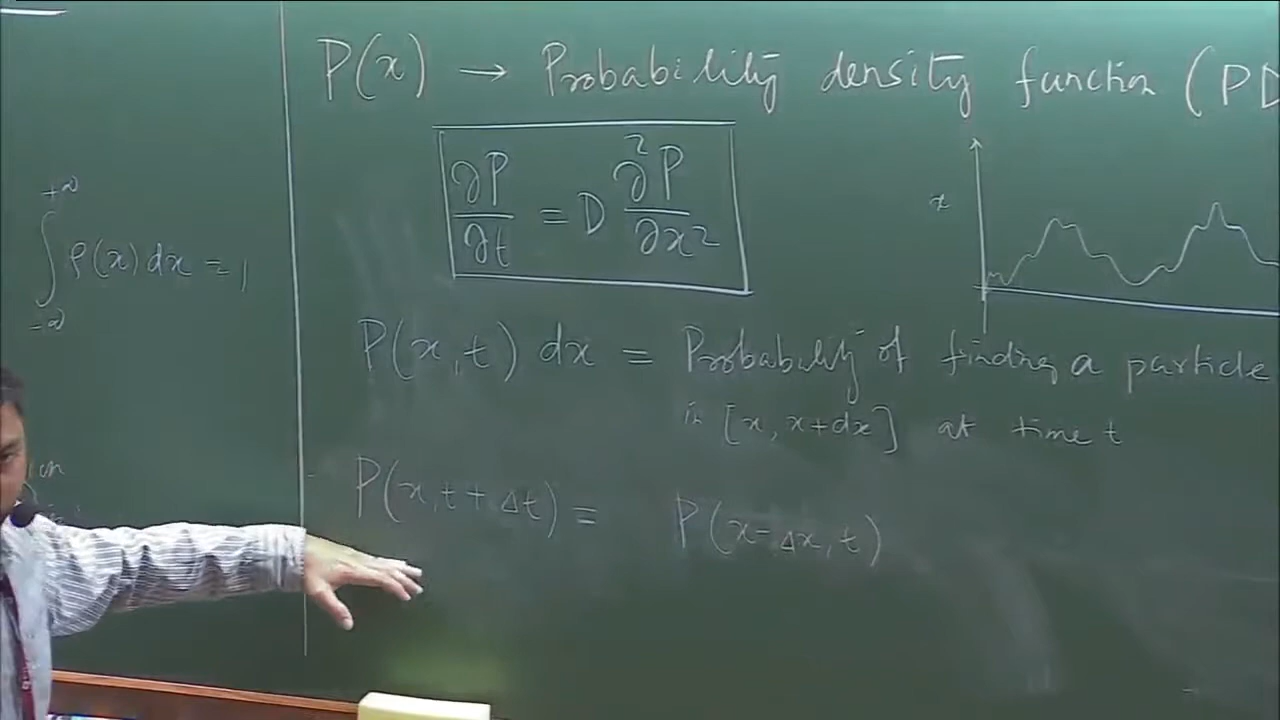 P(x) → Probability density function (PD
∂P/∂t = D ∂²P/∂x²
x
+∞
∫ρ(x)dx = 1
-∞
P(x,t) dx = Probability of finding a particle
in [x, x+dx] at time t
P(x,t+Δt) = P(x-Δx,t)